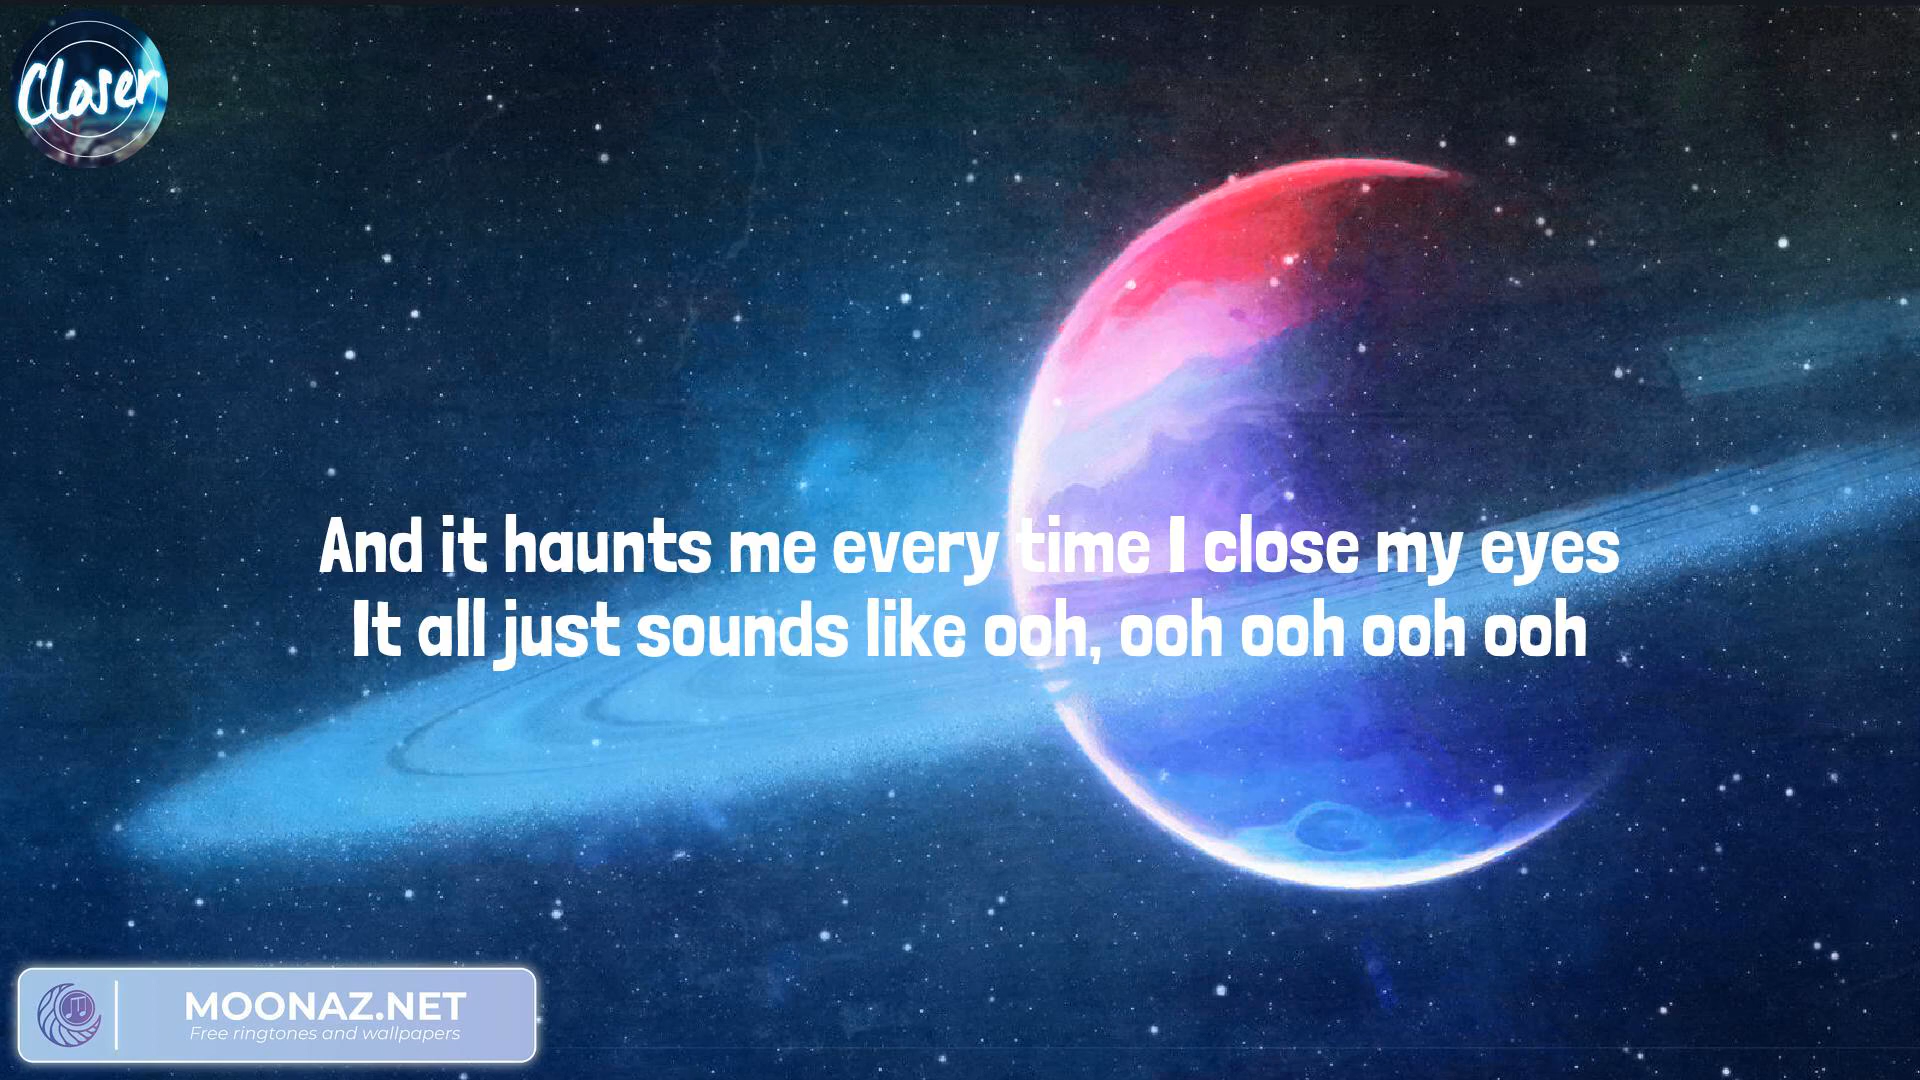 Closer
And it haunts me every time I close my eyes
It all just sounds like ooh, ooh ooh ooh ooh
MOONAZ.NET
Free ringtones and wallpapers